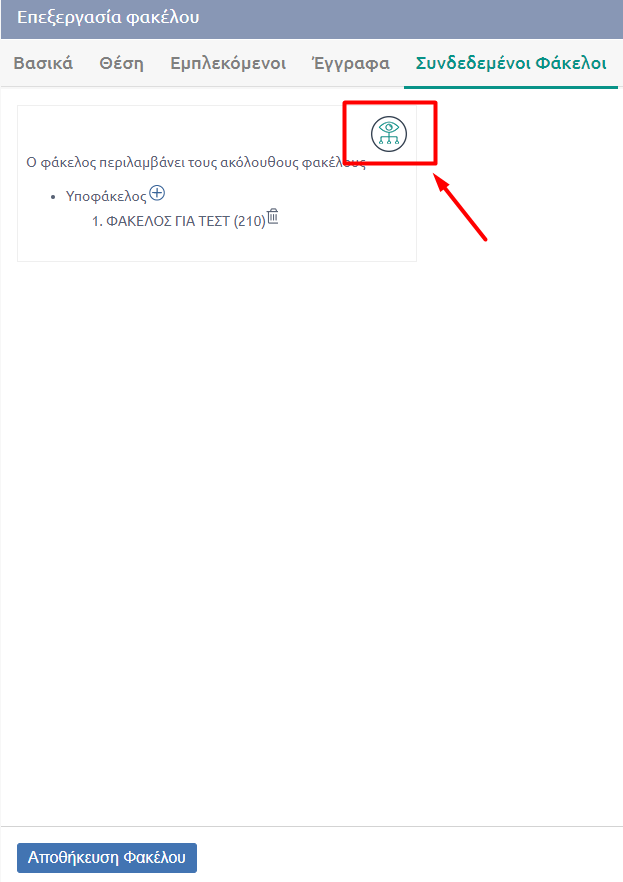 Επεξεργασία φακέλου
Βασικά Θέση Εμπλεκόμενοι Έγγραφα Συνδεδεμένοι Φάκελοι
Ο φάκελος περιλαμβάνει τους ακόλουθους φακέλους
• Υποφάκελος
1. ΦΑΚΕΛΟΣ ΓΙΑ ΤΕΣΤ (210)
Αποθήκευση Φακέλου